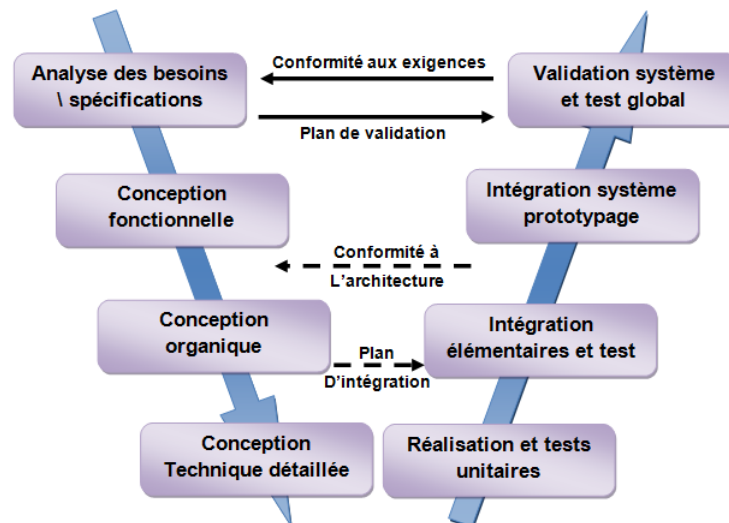 Analyse des besoins
\ spécifications
Conformité aux exigences
Plan de validation
Validation système
et test global
Conception
fonctionnelle
Intégration système
prototypage
Conformité à
L'architecture
Conception
organique
Plan
D'intégration
Intégration
élémentaires et test
Conception
Technique détaillée
Réalisation et tests
unitaires